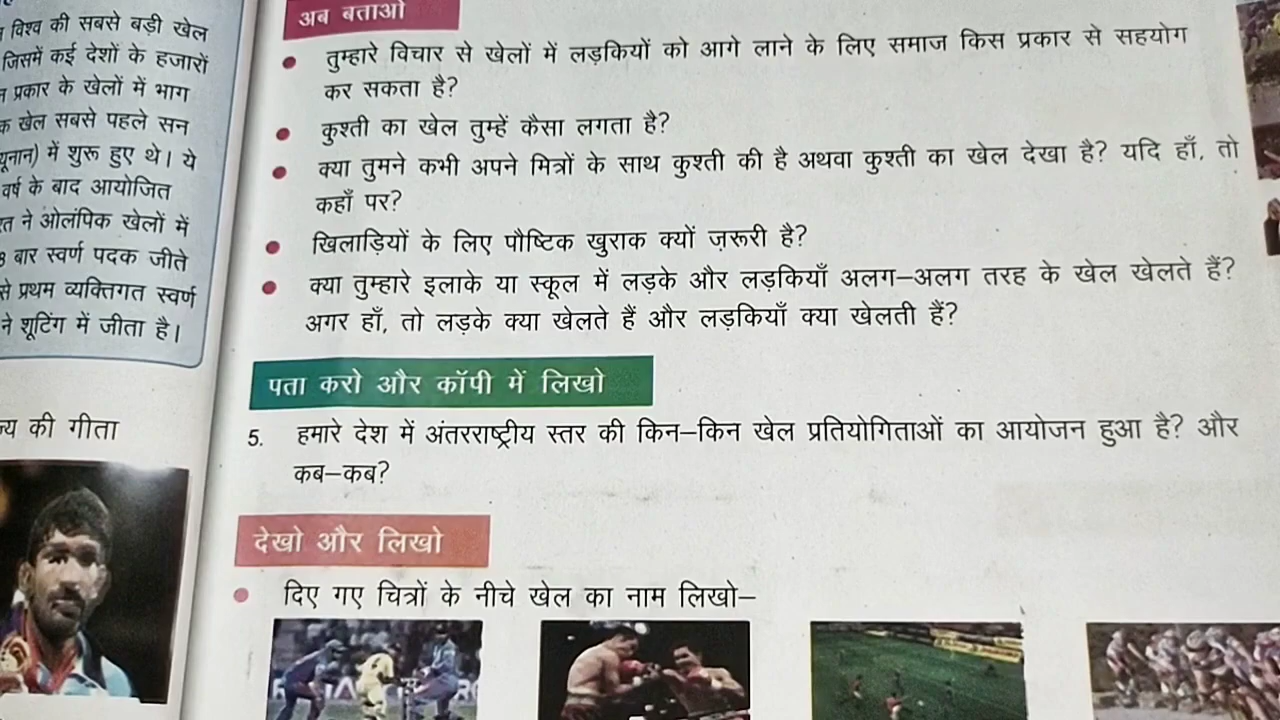 विश्व की सबसे बड़ी खेल
जिसमें कई देशों के हजारों
प्रकार के खेलों में भाग
खेल सबसे पहले सन
यूनान) में शुरू हुए थे। ये
वर्ष के बाद आयोजित
ने ओलंपिक खेलों में
बार स्वर्ण पदक जीते
से प्रथम व्यक्तिगत स्वर्ण
ने शूटिंग में जीता है।
की गीता
अब बताओ
• तुम्हारे विचार से खेलों में लड़कियों को आगे लाने के लिए समाज किस प्रकार से सहयोग
कर सकता है?
• कुश्ती का खेल तुम्हें कैसा लगता है?
• क्या तुमने कभी अपने मित्रों के साथ कुश्ती की है अथवा कुश्ती का खेल देखा है? यदि हाँ, तो
कहाँ पर?
• खिलाड़ियों के लिए पौष्टिक खुराक क्यों ज़रूरी है?
• क्या तुम्हारे इलाके या स्कूल में लड़के और लड़कियाँ अलग–अलग तरह के खेल खेलते हैं?
अगर हाँ, तो लड़के क्या खेलते हैं और लड़कियाँ क्या खेलती हैं?
पता करो और कॉपी में लिखो
5. हमारे देश में अंतरराष्ट्रीय स्तर की किन–किन खेल प्रतियोगिताओं का आयोजन हुआ है? और
कब–कब?
देखो और लिखो
• दिए गए चित्रों के नीचे खेल का नाम लिखो–